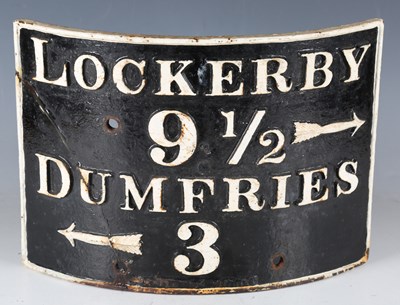 LOCKERBY
9 1/2
DUMFRIES
3